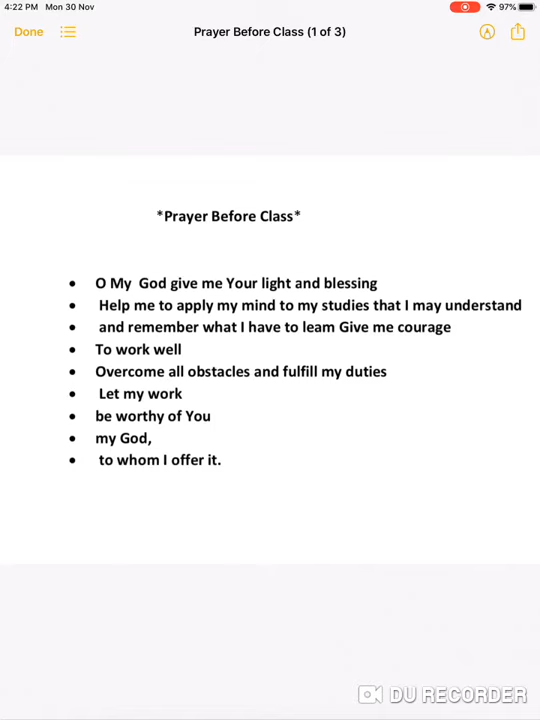 4:22 PM Mon 30 Nov 97%
Done Prayer Before Class (1 of 3)
*Prayer Before Class*
• O My God give me Your light and blessing
• Help me to apply my mind to my studies that I may understand
• and remember what I have to leam Give me courage
• To work well
• Overcome all obstacles and fulfill my duties
• Let my work
• be worthy of You
• my God,
• to whom I offer it.
DU RECORDER